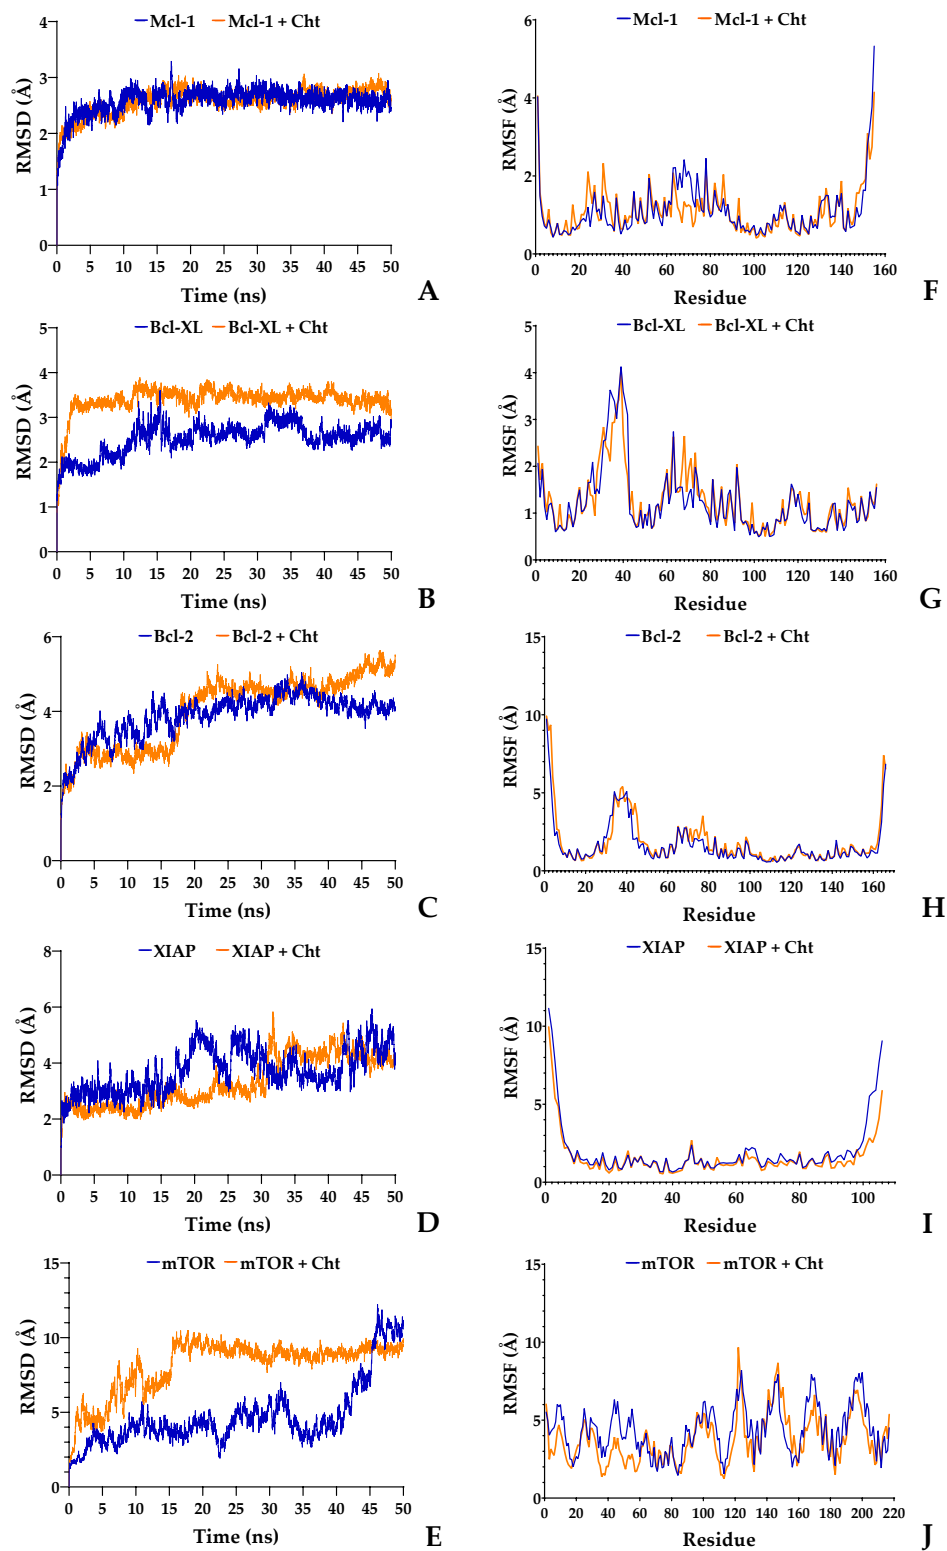 Mcl-1 Mcl-1 + Cht
RMSD (Å)
4
3
2
1
0
0 5 10 15 20 25 30 35 40 45 50
Time (ns)
A
Mcl-1 Mcl-1 + Cht
RMSF (Å)
6
4
2
0
0 20 40 60 80 100 120 140 160
Residue
F
Bcl-XL Bcl-XL + Cht
RMSD (Å)
5
4
3
2
1
0
0 5 10 15 20 25 30 35 40 45 50
Time (ns)
B
Bcl-XL Bcl-XL + Cht
RMSF (Å)
5
4
3
2
1
0
0 20 40 60 80 100 120 140 160
Residue
G
Bcl-2 Bcl-2 + Cht
RMSD (Å)
6
4
2
0
0 5 10 15 20 25 30 35 40 45 50
Time (ns)
C
Bcl-2 Bcl-2 + Cht
RMSF (Å)
15
10
5
0
0 20 40 60 80 100 120 140 160
Residue
H
XIAP XIAP + Cht
RMSD (Å)
8
6
4
2
0
0 5 10 15 20 25 30 35 40 45 50
Time (ns)
D
XIAP XIAP + Cht
RMSF (Å)
15
10
5
0
0 20 40 60 80 100
Residue
I
mTOR mTOR + Cht
RMSD (Å)
15
10
5
0
0 5 10 15 20 25 30 35 40 45 50
Time (ns)
E
mTOR mTOR + Cht
RMSF (Å)
15
10
5
0
0 20 40 60 80 100 120 140 160 180 200 220
Residue
J